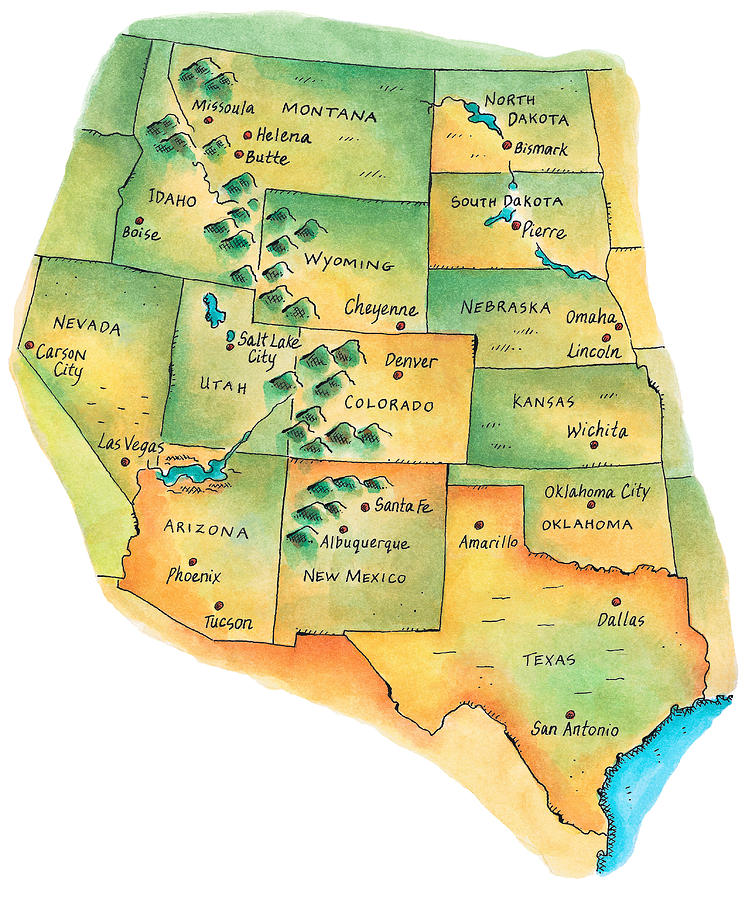 MONTANA
Missoula
Helena
Butte
NORTH
DAKOTA
Bismark
IDAHO
Boise
SOUTH DAKOTA
Pierre
WYOMING
Cheyenne
NEBRASKA
Omaha
Lincoln
NEVADA
Carson
City
Las Vegas
Salt Lake
City
UTAH
Denver
COLORADO
KANSAS
Wichita
ARIZONA
Phoenix
Tucson
Santa Fe
Albuquerque
NEW MEXICO
Oklahoma City
OKLAHOMA
Amarillo
Dallas
TEXAS
San Antonio